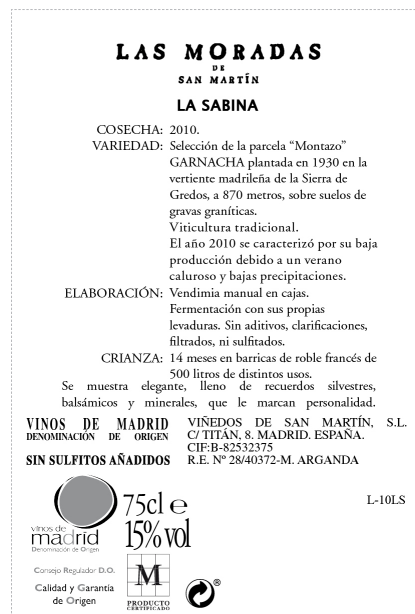 LAS MORADAS
DE
SAN MARTÍN
LA SABINA
COSECHA: 2010.
VARIEDAD: Selección de la parcela “Montazo”
GARNACHA plantada en 1930 en la
vertiente madrileña de la Sierra de
Gredos, a 870 metros, sobre suelos de
gravas graníticas.
Viticultura tradicional.
El año 2010 se caracterizó por su baja
producción debido a un verano
caluroso y bajas precipitaciones.
ELABORACIÓN: Vendimia manual en cajas.
Fermentación con sus propias
levaduras. Sin aditivos, clarificaciones,
filtrados, ni sulfitados.
CRIANZA: 14 meses en barricas de roble francés de
500 litros de distintos usos.
Se muestra elegante, lleno de recuerdos silvestres,
balsámicos y minerales, que le marcan personalidad.
VINOS DE MADRID
DENOMINACIÓN DE ORIGEN
SIN SULFITOS AÑADIDOS
VIÑEDOS DE SAN MARTÍN, S.L.
C/ TITÁN, 8. MADRID. ESPAÑA.
CIF:B-82532375
R.E. Nº 28/40372-M. ARGANDA
75cl e
15% vol
L-10LS
vinos de
madrid
Denominación de Origen
Consejo Regulador D.O.
Calidad y Garantía
de Origen
M
PRODUCTO
CERTIFICADO
®